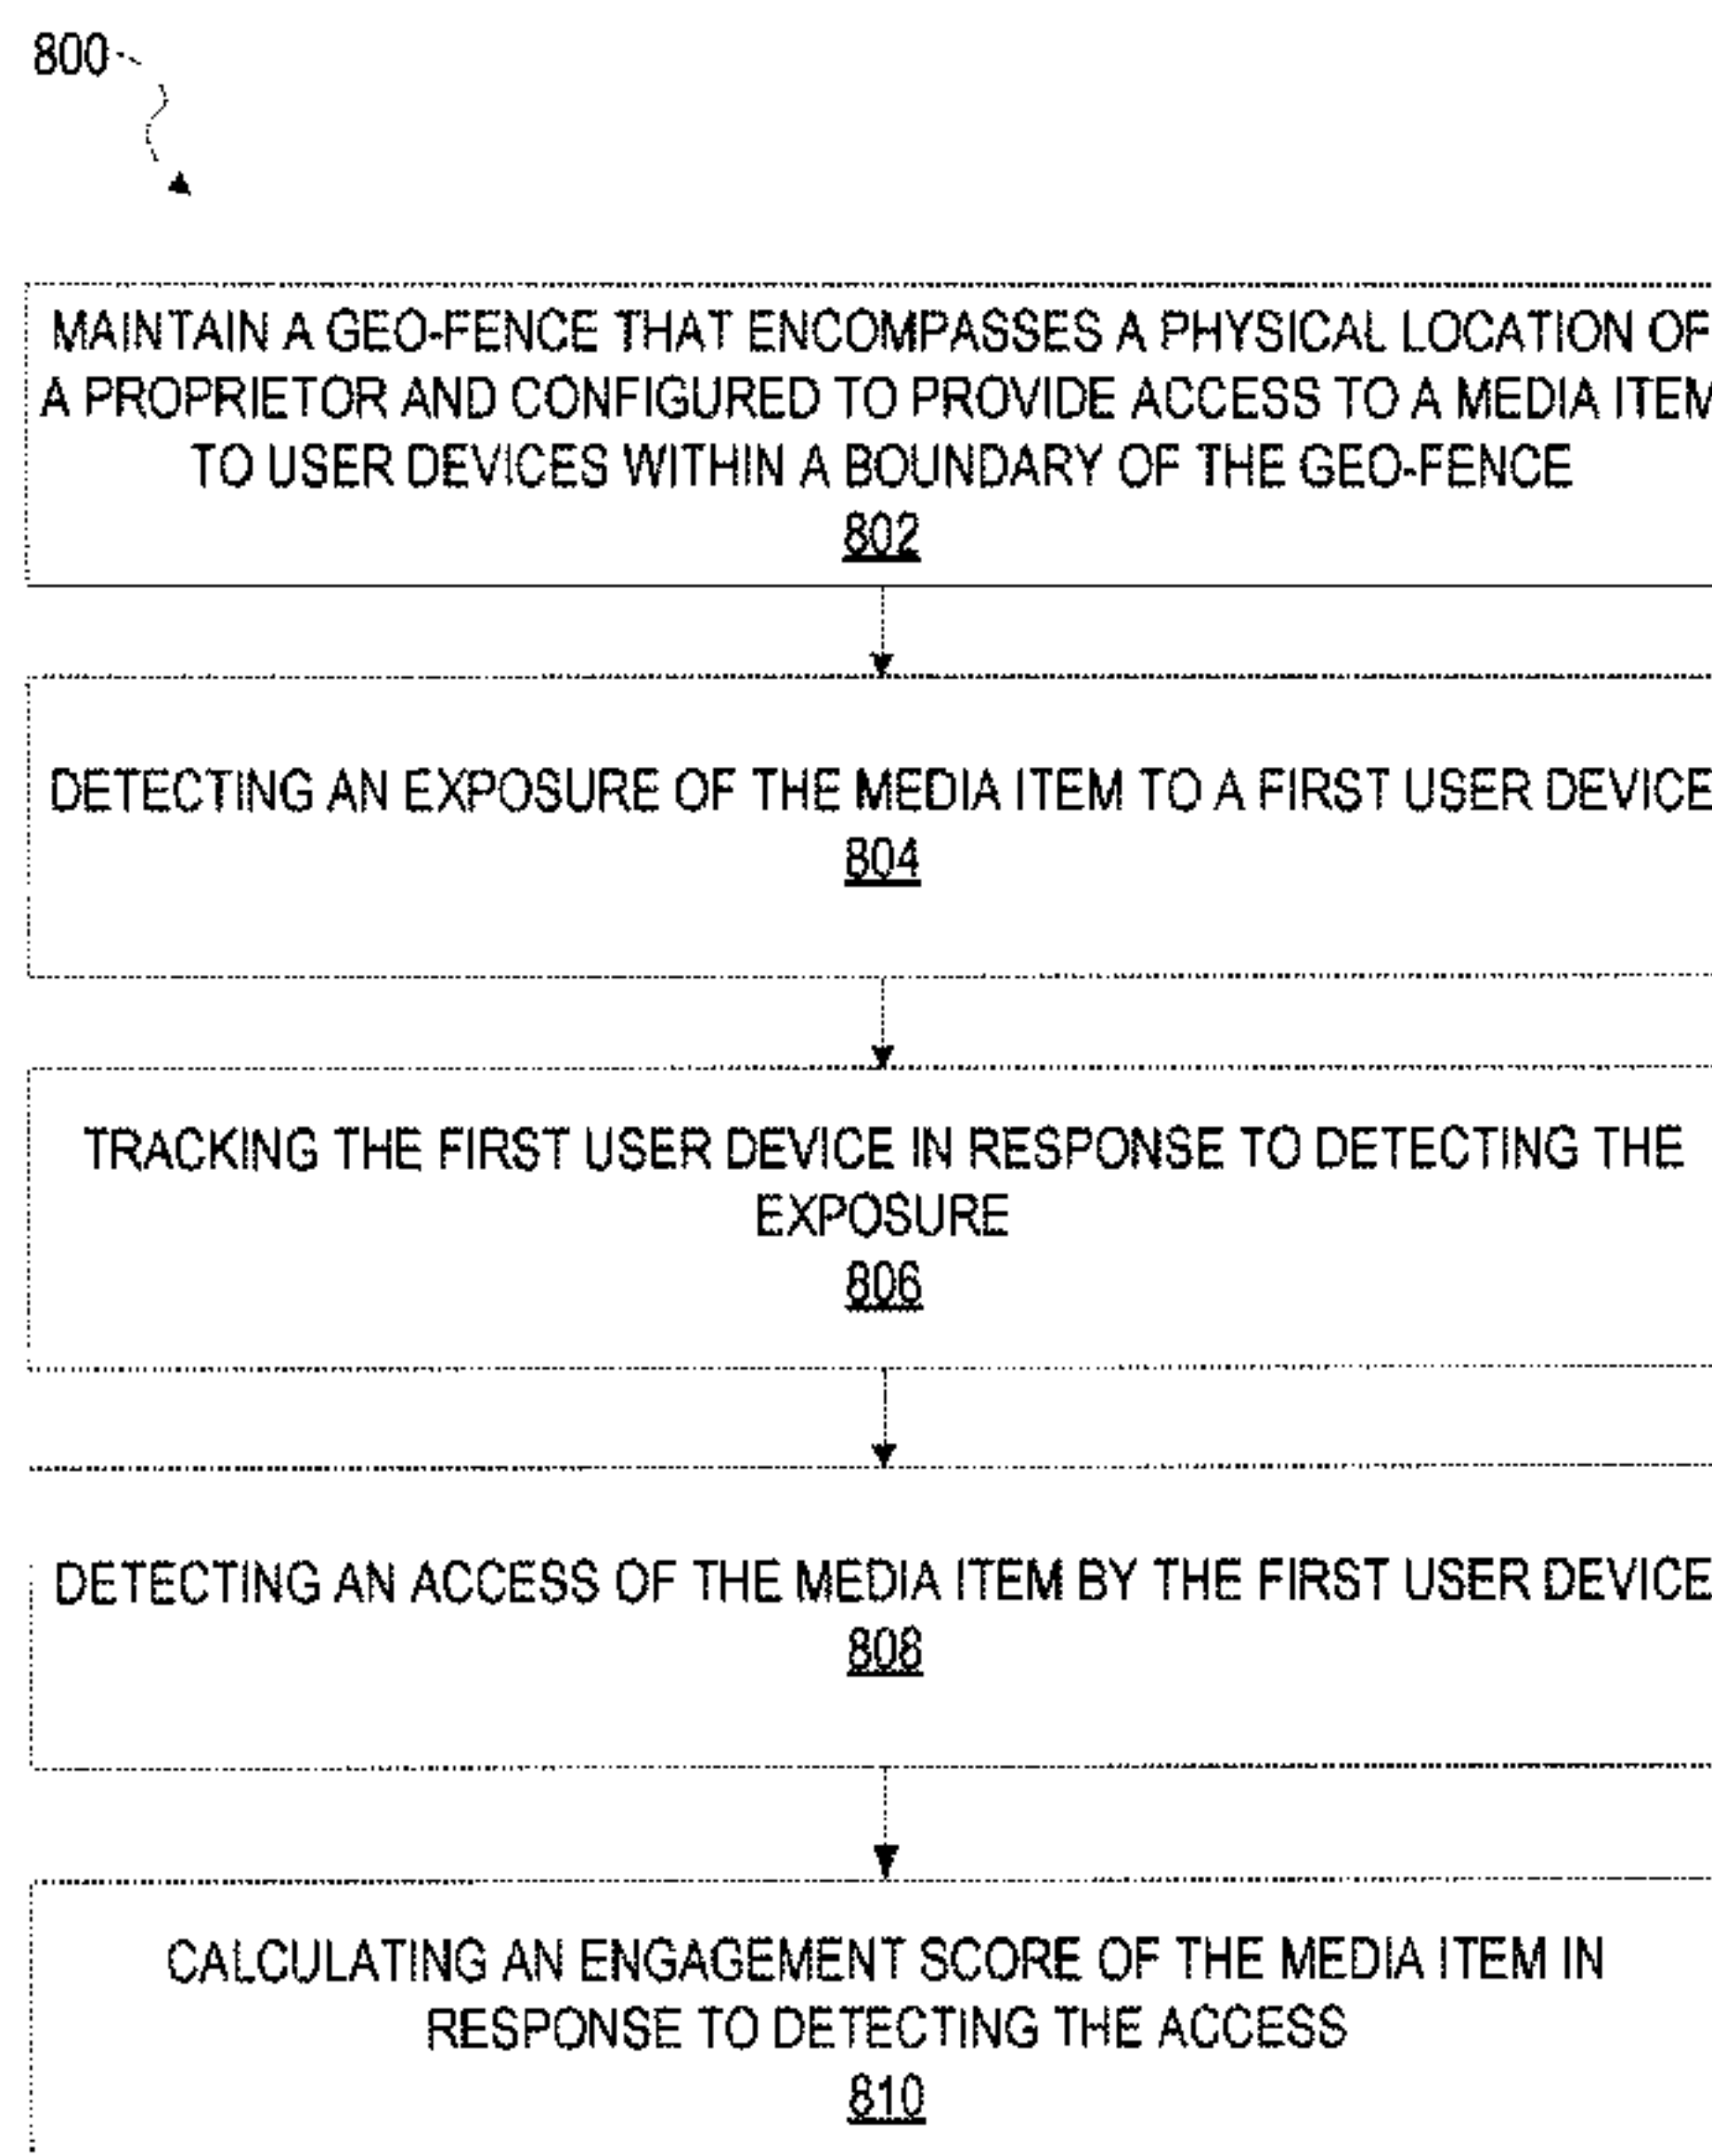 800
MAINTAIN A GEO-FENCE THAT ENCOMPASSES A PHYSICAL LOCATION OF
A PROPRIETOR AND CONFIGURED TO PROVIDE ACCESS TO A MEDIA ITEM
TO USER DEVICES WITHIN A BOUNDARY OF THE GEO-FENCE
802
DETECTING AN EXPOSURE OF THE MEDIA ITEM TO A FIRST USER DEVICE
804
TRACKING THE FIRST USER DEVICE IN RESPONSE TO DETECTING THE
EXPOSURE
806
DETECTING AN ACCESS OF THE MEDIA ITEM BY THE FIRST USER DEVICE
808
CALCULATING AN ENGAGEMENT SCORE OF THE MEDIA ITEM IN
RESPONSE TO DETECTING THE ACCESS
810